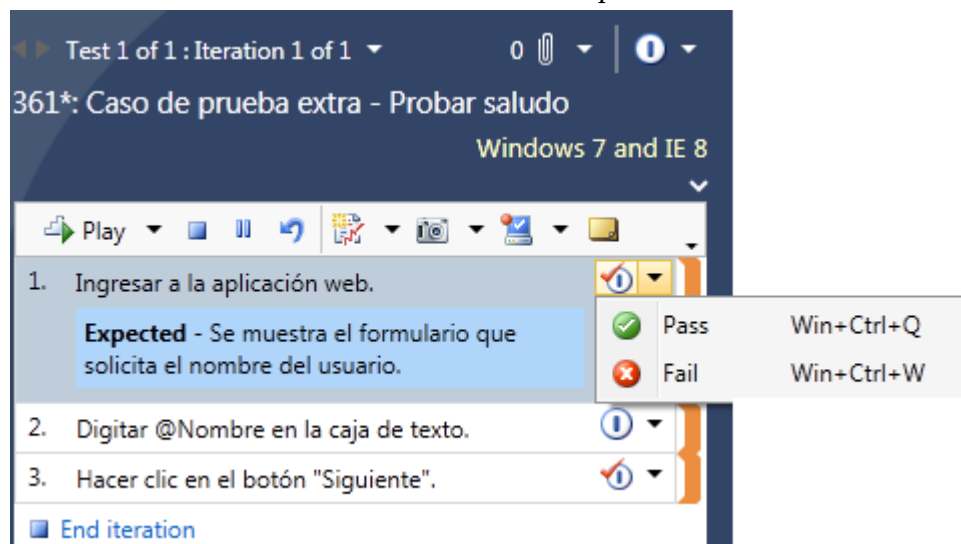 Test 1 of 1 : Iteration 1 of 1 0
361*: Caso de prueba extra - Probar saludo
Windows 7 and IE 8
Play
1. Ingresar a la aplicación web.
Expected - Se muestra el formulario que
solicita el nombre del usuario.
Pass Win+Ctrl+Q
Fail Win+Ctrl+W
2. Digitar @Nombre en la caja de texto.
3. Hacer clic en el botón "Siguiente".
End iteration